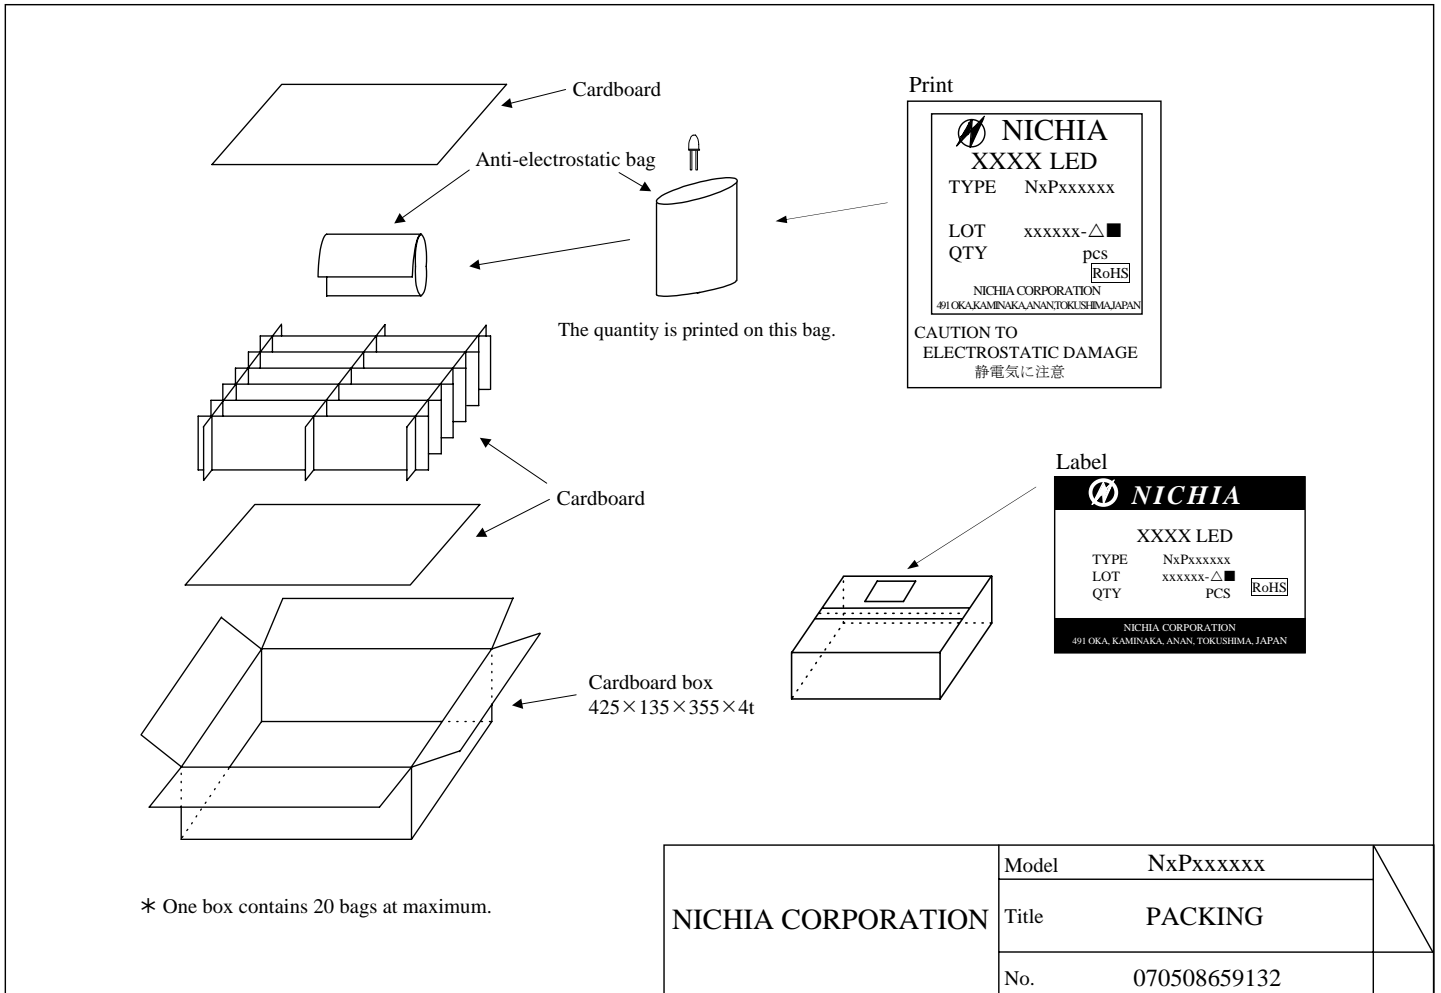 Cardboard
Anti-electrostatic bag
The quantity is printed on this bag.
Print
NICHIA
XXXX LED
TYPE NxPxxxxxx
LOT xxxxxx-△■
QTY pcs
RoHS
NICHIA CORPORATION
491 OKA,KAMINAKA,ANAN,TOKUSHIMA,JAPAN
CAUTION TO
ELECTROSTATIC DAMAGE
静電気に注意
Cardboard
Label
NICHIA
XXXX LED
TYPE NxPxxxxxx
LOT xxxxxx-△■
QTY PCS
RoHS
NICHIA CORPORATION
491 OKA, KAMINAKA, ANAN, TOKUSHIMA, JAPAN
Cardboard box
425×135×355×4t
* One box contains 20 bags at maximum.
NICHIA CORPORATION
Model NxPxxxxxx
Title PACKING
No. 070508659132